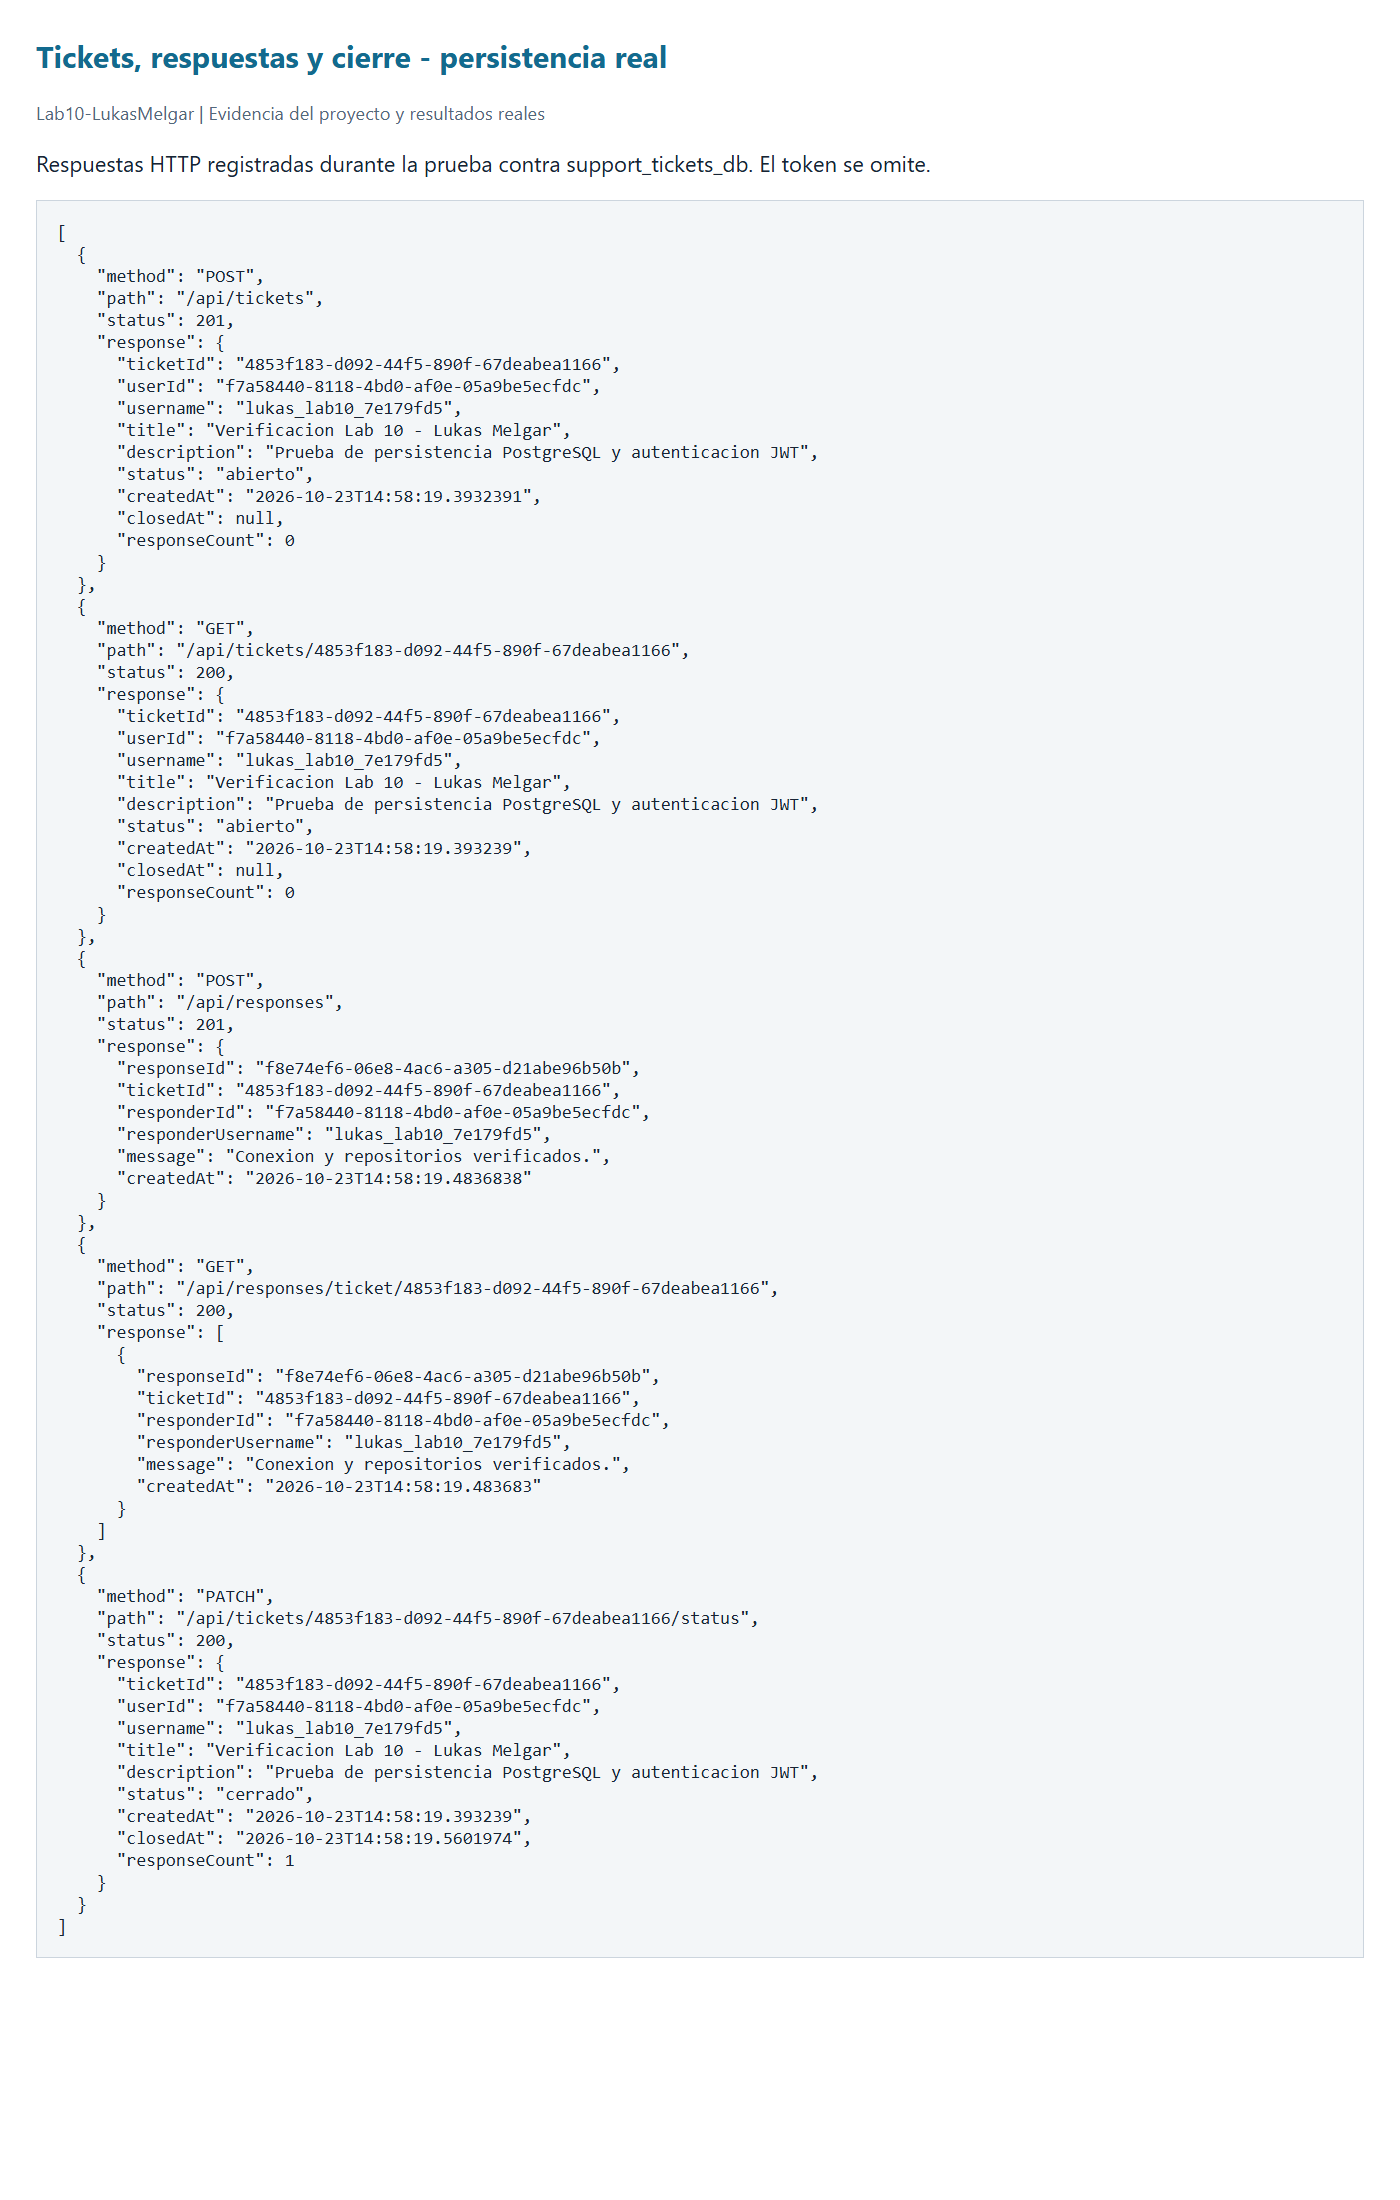 Tickets, respuestas y cierre - persistencia real
Lab10-LukasMelgar | Evidencia del proyecto y resultados reales
Respuestas HTTP registradas durante la prueba contra support_tickets_db. El token se omite.
[
  {
    "method": "POST",
    "path": "/api/tickets",
    "status": 201,
    "response": {
      "ticketId": "4853f183-d092-44f5-890f-67deabea1166",
      "userId": "f7a58440-8118-4bd0-af0e-05a9be5ecfdc",
      "username": "lukas_lab10_7e179fd5",
      "title": "Verificacion Lab 10 - Lukas Melgar",
      "description": "Prueba de persistencia PostgreSQL y autenticacion JWT",
      "status": "abierto",
      "createdAt": "2026-10-23T14:58:19.3932391",
      "closedAt": null,
      "responseCount": 0
    }
  },
  {
    "method": "GET",
    "path": "/api/tickets/4853f183-d092-44f5-890f-67deabea1166",
    "status": 200,
    "response": {
      "ticketId": "4853f183-d092-44f5-890f-67deabea1166",
      "userId": "f7a58440-8118-4bd0-af0e-05a9be5ecfdc",
      "username": "lukas_lab10_7e179fd5",
      "title": "Verificacion Lab 10 - Lukas Melgar",
      "description": "Prueba de persistencia PostgreSQL y autenticacion JWT",
      "status": "abierto",
      "createdAt": "2026-10-23T14:58:19.393239",
      "closedAt": null,
      "responseCount": 0
    }
  },
  {
    "method": "POST",
    "path": "/api/responses",
    "status": 201,
    "response": {
      "responseId": "f8e74ef6-06e8-4ac6-a305-d21abe96b50b",
      "ticketId": "4853f183-d092-44f5-890f-67deabea1166",
      "responderId": "f7a58440-8118-4bd0-af0e-05a9be5ecfdc",
      "responderUsername": "lukas_lab10_7e179fd5",
      "message": "Conexion y repositorios verificados.",
      "createdAt": "2026-10-23T14:58:19.4836838"
    }
  },
  {
    "method": "GET",
    "path": "/api/responses/ticket/4853f183-d092-44f5-890f-67deabea1166",
    "status": 200,
    "response": [
      {
        "responseId": "f8e74ef6-06e8-4ac6-a305-d21abe96b50b",
        "ticketId": "4853f183-d092-44f5-890f-67deabea1166",
        "responderId": "f7a58440-8118-4bd0-af0e-05a9be5ecfdc",
        "responderUsername": "lukas_lab10_7e179fd5",
        "message": "Conexion y repositorios verificados.",
        "createdAt": "2026-10-23T14:58:19.483683"
      }
    ]
  },
  {
    "method": "PATCH",
    "path": "/api/tickets/4853f183-d092-44f5-890f-67deabea1166/status",
    "status": 200,
    "response": {
      "ticketId": "4853f183-d092-44f5-890f-67deabea1166",
      "userId": "f7a58440-8118-4bd0-af0e-05a9be5ecfdc",
      "username": "lukas_lab10_7e179fd5",
      "title": "Verificacion Lab 10 - Lukas Melgar",
      "description": "Prueba de persistencia PostgreSQL y autenticacion JWT",
      "status": "cerrado",
      "createdAt": "2026-10-23T14:58:19.393239",
      "closedAt": "2026-10-23T14:58:19.5601974",
      "responseCount": 1
    }
  }
]